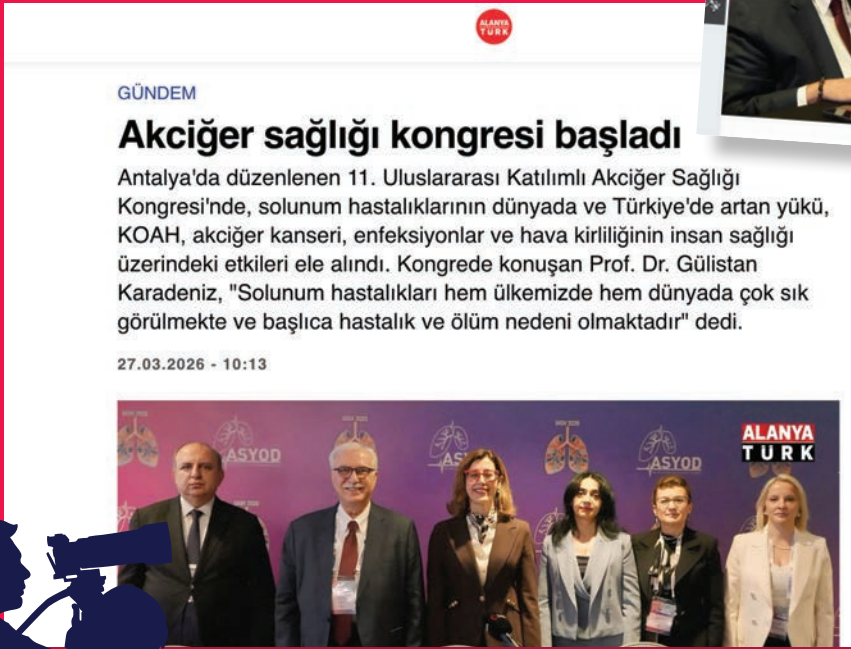 ALANYA
TÜRK
GÜNDEM
Akciğer sağlığı kongresi başladı
Antalya'da düzenlenen 11. Uluslararası Katılımlı Akciğer Sağlığı
Kongresi'nde, solunum hastalıklarının dünyada ve Türkiye'de artan yükü,
KOAH, akciğer kanseri, enfeksiyonlar ve hava kirliliğinin insan sağlığı
üzerindeki etkileri ele alındı. Kongrede konuşan Prof. Dr. Gülistan
Karadeniz, "Solunum hastalıkları hem ülkemizde hem dünyada çok sık
görülmekte ve başlıca hastalık ve ölüm nedeni olmaktadır" dedi.
27.03.2026 - 10:13
ASYOD
AS
ASYOD
ALANYA
TURK